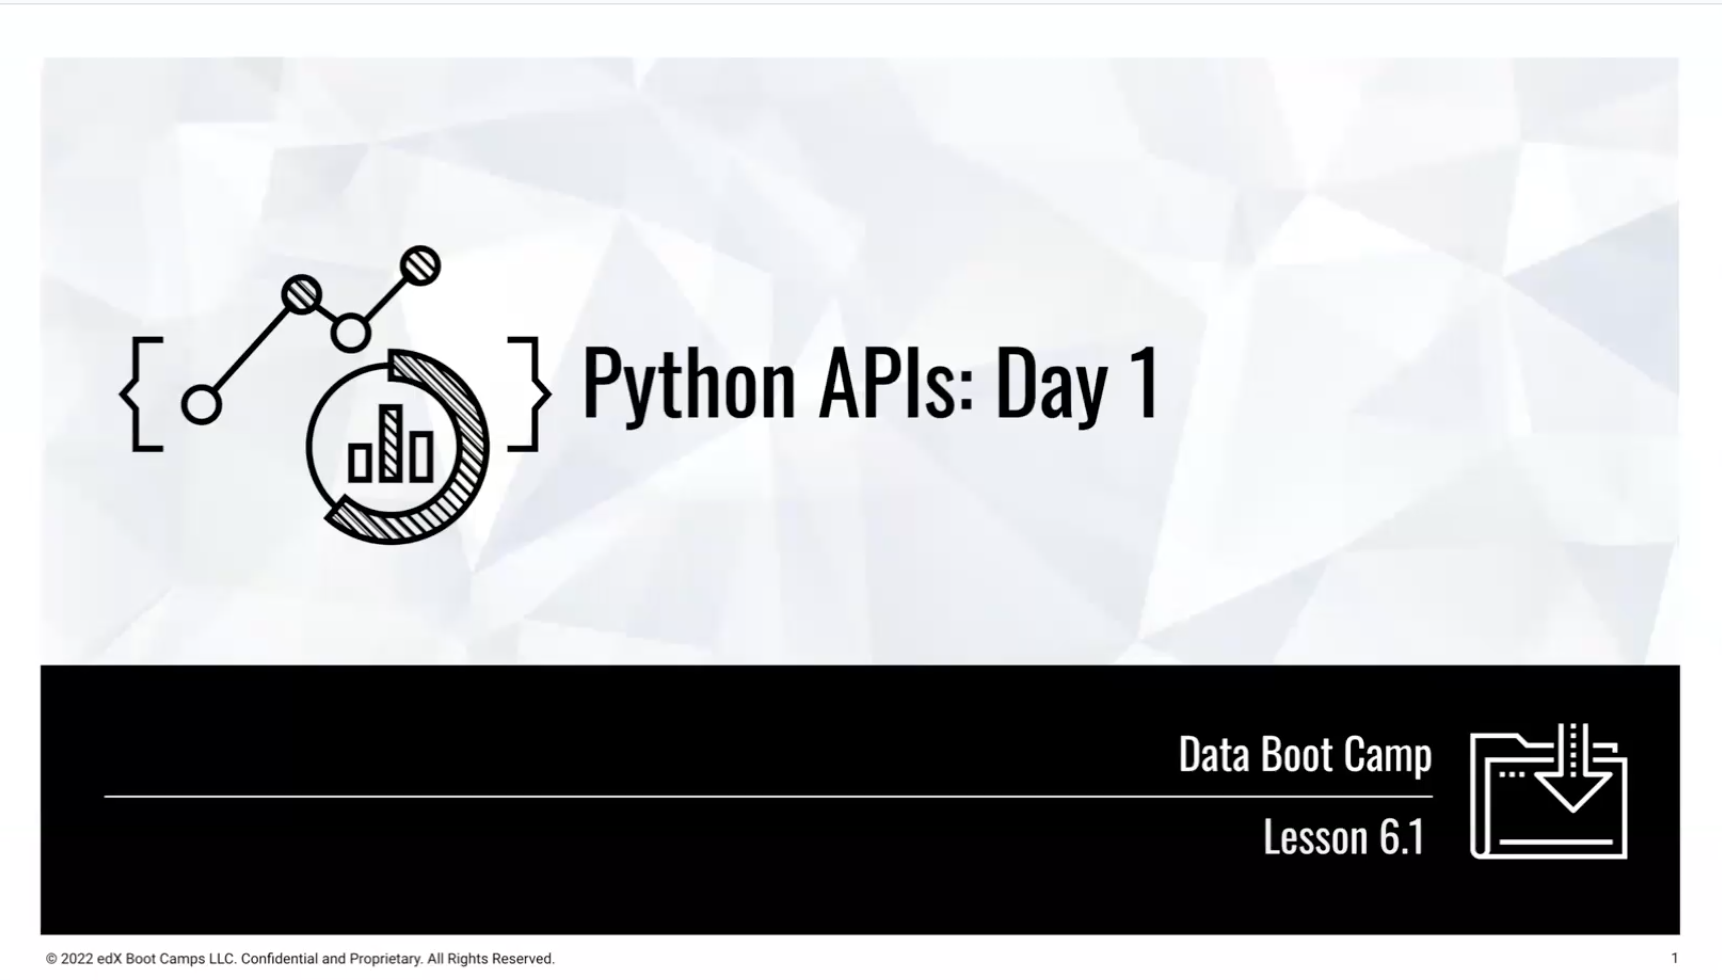 Python APIs: Day 1
Data Boot Camp
Lesson 6.1
© 2022 edX Boot Camps LLC. Confidential and Proprietary. All Rights Reserved.
1